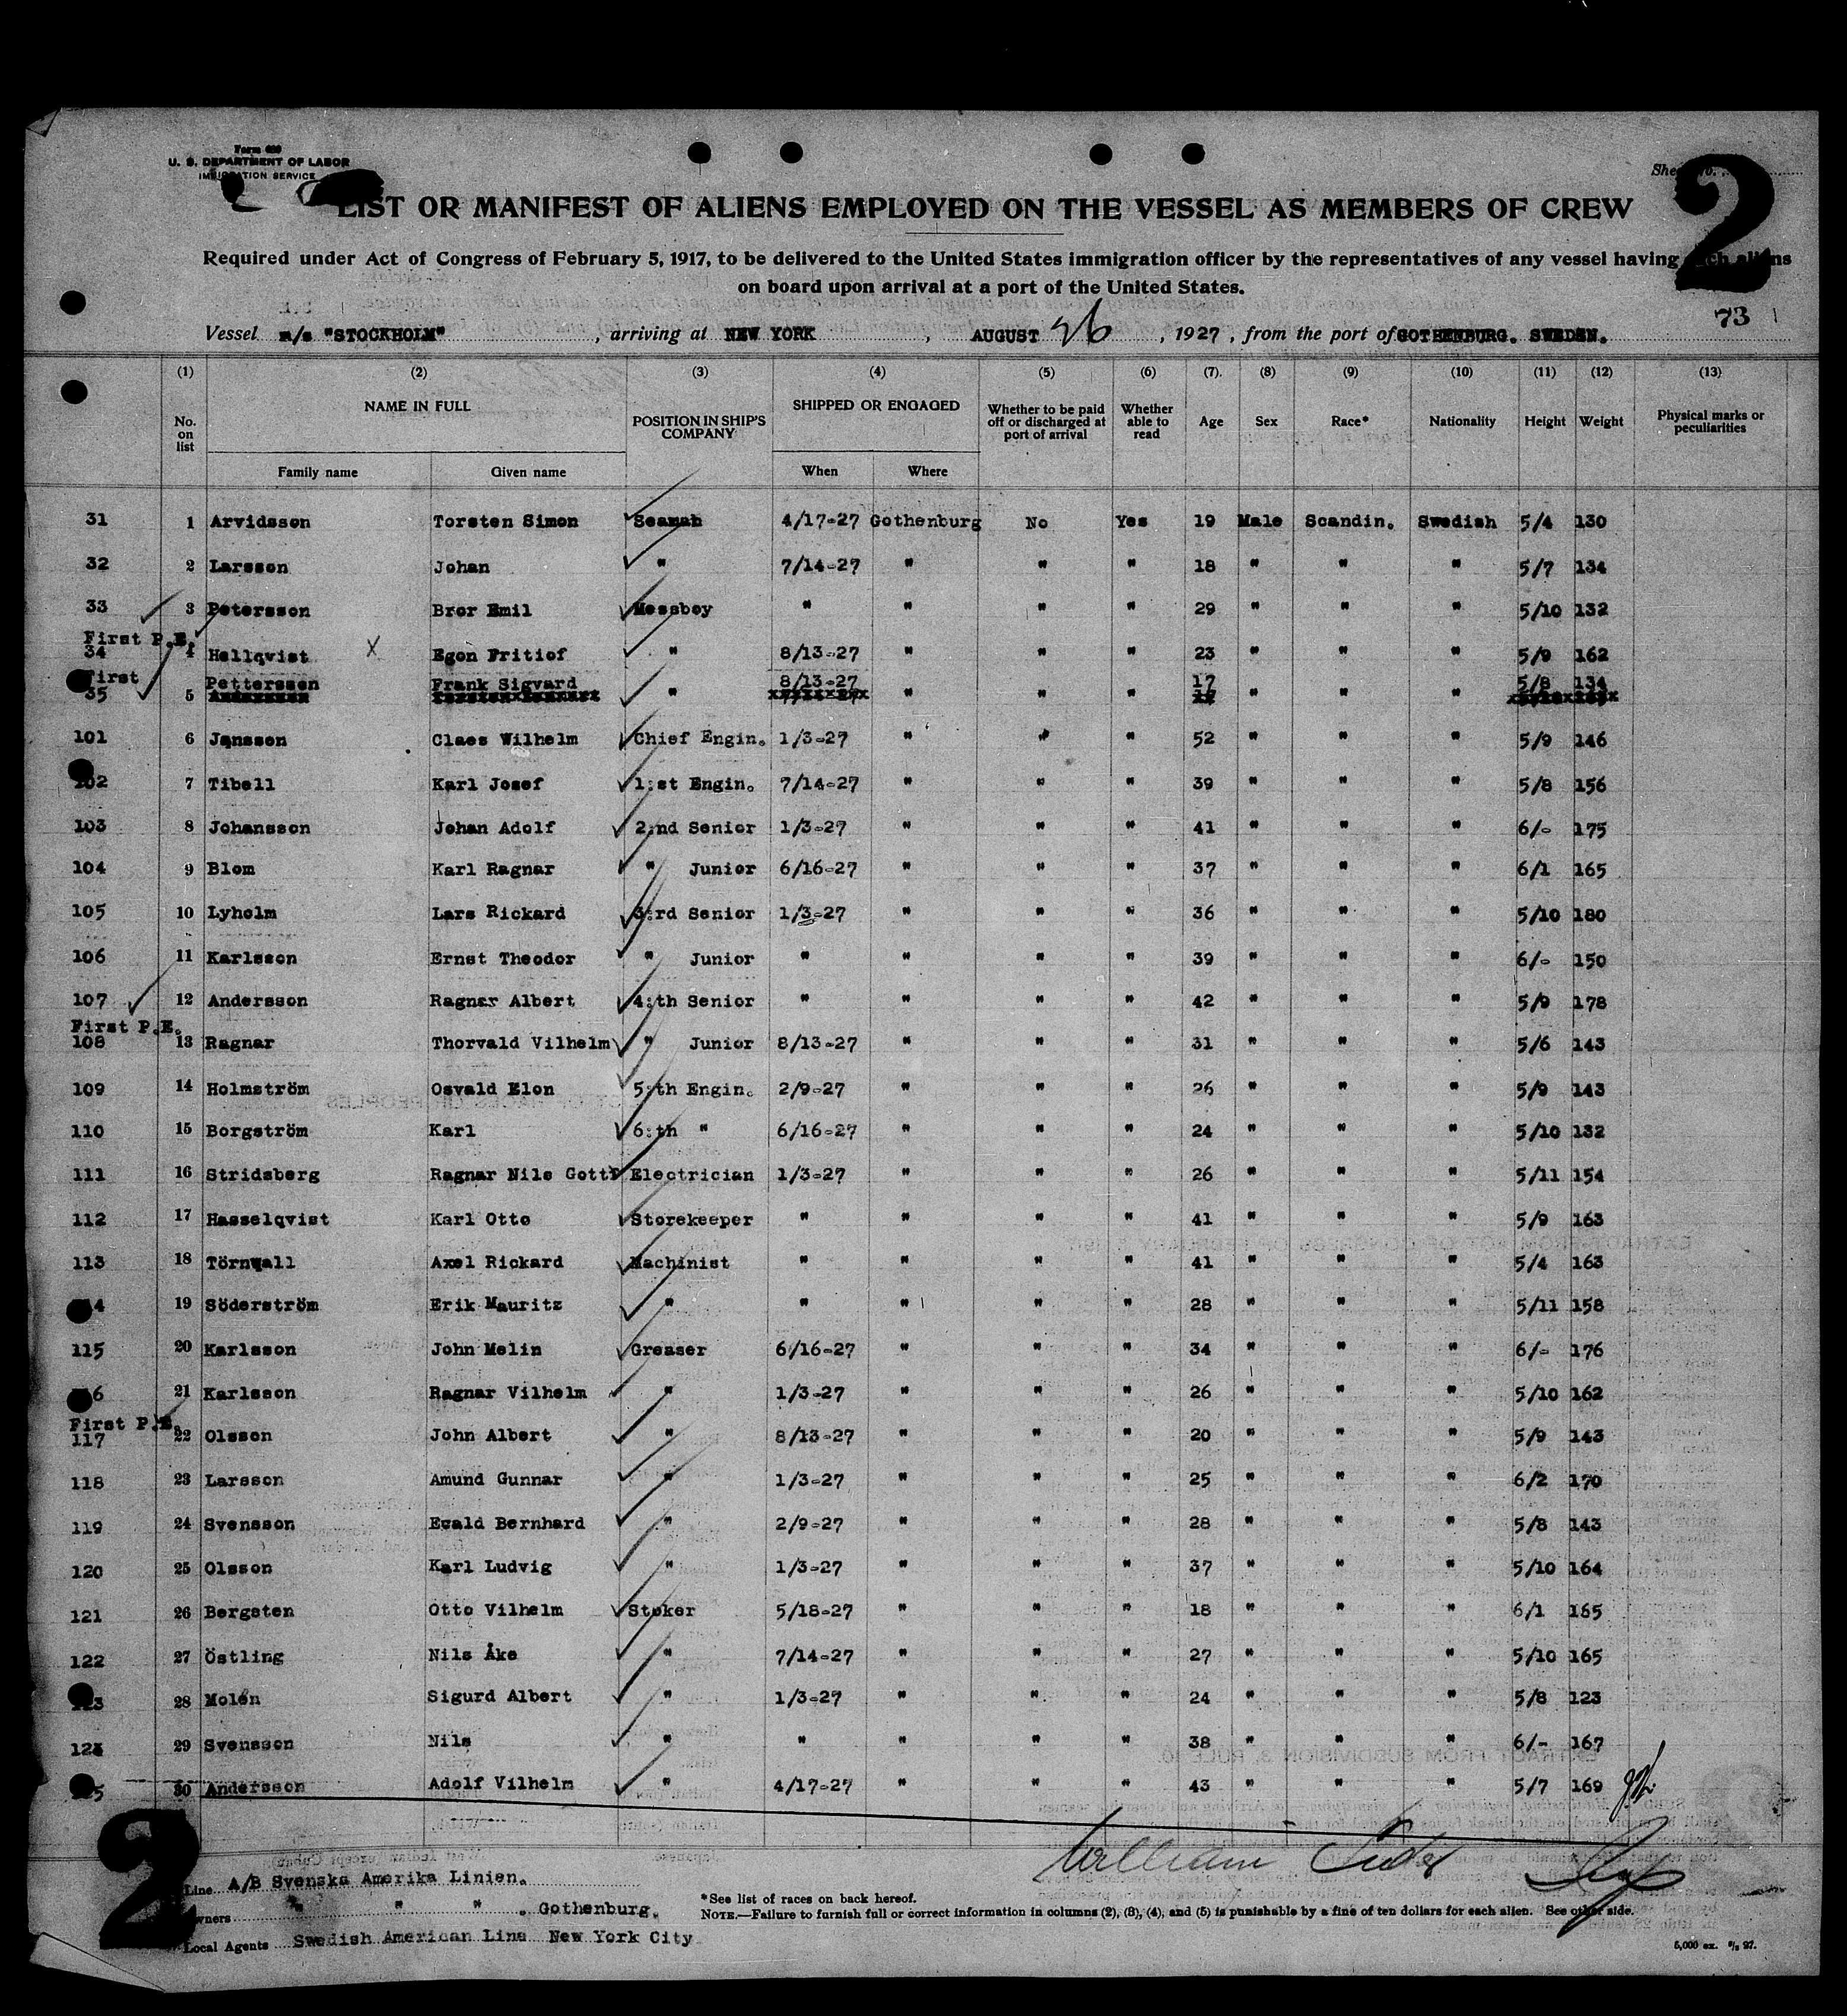 Form 689
U. S. DEPARTMENT OF LABOR
IMMIGRATION SERVICE
Sheet No.
2
LIST OR MANIFEST OF ALIENS EMPLOYED ON THE VESSEL AS MEMBERS OF CREW
Required under Act of Congress of February 5, 1917, to be delivered to the United States immigration officer by the representatives of any vessel having such aliens
on board upon arrival at a port of the United States.
73
Vessel m/s "STOCKHOLM", arriving at NEW YORK, AUGUST 26, 1927, from the port of GOTHENBURG. SWEDEN.
(1) (2) (3) (4) (5) (6) (7) (8) (9) (10) (11) (12) (13)
No. on list NAME IN FULL POSITION IN SHIP'S COMPANY SHIPPED OR ENGAGED Whether to be paid off or discharged at port of arrival Whether able to read Age Sex Race* Nationality Height Weight Physical marks or peculiarities
Family name Given name When Where
31 1 Arvidsson Torsten Simon Seaman 4/17-27 Gothenburg No Yes 19 Male Scandin. Swedish 5/4 130
32 2 Larsson Johan " 7/14-27 " " " 18 " " " 5/7 134
33 3 Petersson Bror Emil Messboy " " " " 29 " " " 5/10 132
First P.E.
34 4 Hellqvist X Egon Fritiof " 8/13-27 " " " 23 " " " 5/9 162
First Pettersson Frank Sigvard 8/13-27 17 5/8 134
35 5 " " " " " " "
101 6 Jansson Claes Wilhelm Chief Engin. 1/3-27 " " " 52 " " " 5/9 146
102 7 Tibell Karl Josef 1:st Engin. 7/14-27 " " " 39 " " " 5/8 156
103 8 Johansson Johan Adolf 2:nd Senior 1/3-27 " " " 41 " " " 6/- 175
104 9 Blom Karl Ragnar " Junior 6/16-27 " " " 37 " " " 6/1 165
105 10 Lyholm Lars Rickard 3:rd Senior 1/3-27 " " " 36 " " " 5/10 180
106 11 Karlsson Ernst Theodor " Junior " " " " 39 " " " 6/- 150
107 12 Andersson Ragnar Albert 4:th Senior " " " " 42 " " " 5/9 178
First P.E.
108 13 Ragnar Thorvald Vilhelm " Junior 8/13-27 " " " 31 " " " 5/6 143
109 14 Holmström Osvald Elon 5:th Engin. 2/9-27 " " " 26 " " " 5/9 143
110 15 Borgström Karl 6:th " 6/16-27 " " " 24 " " " 5/10 132
111 16 Stridsberg Ragnar Nils Gottf Electrician 1/3-27 " " " 26 " " " 5/11 154
112 17 Hasselqvist Karl Otto Storekeeper " " " " 41 " " " 5/9 163
113 18 Törnwall Axel Rickard Machinist " " " " 41 " " " 5/4 163
114 19 Söderström Erik Mauritz " " " " " 28 " " " 5/11 158
115 20 Karlsson John Melin Greaser 6/16-27 " " " 34 " " " 6/- 176
116 21 Karlsson Ragnar Vilhelm " 1/3-27 " " " 26 " " " 5/10 162
First P.E.
117 22 Olsson John Albert " 8/13-27 " " " 20 " " " 5/9 143
118 23 Larsson Amund Gunnar " 1/3-27 " " " 25 " " " 6/2 170
119 24 Svensson Evald Bernhard " 2/9-27 " " " 28 " " " 5/8 143
120 25 Olsson Karl Ludvig " 1/3-27 " " " 37 " " " 5/10 164
121 26 Bergsten Otto Vilhelm Stoker 5/18-27 " " " 18 " " " 6/1 165
122 27 Östling Nils Åke " 7/14-27 " " " 27 " " " 5/10 165
123 28 Molén Sigurd Albert " 1/3-27 " " " 24 " " " 5/8 123
124 29 Svensson Nils " " " " " 38 " " " 6/- 167
125 30 Andersson Adolf Vilhelm " 4/17-27 " " " 43 " " " 5/7 169
2
Line A/B Svenska Amerika Linien.
Owners " " " . Gothenburg.
Local Agents Swedish American Line New York City
William
*See list of races on back hereof.
NOTE.—Failure to furnish full or correct information in columns (2), (3), (4), and (5) is punishable by a fine of ten dollars for each alien. See other side.
5,000 ex. 5/2 27.